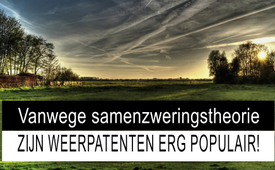 Vanwege samenzweringstheorie
ZIJN WEERPATENTEN ERG POPULAIR!